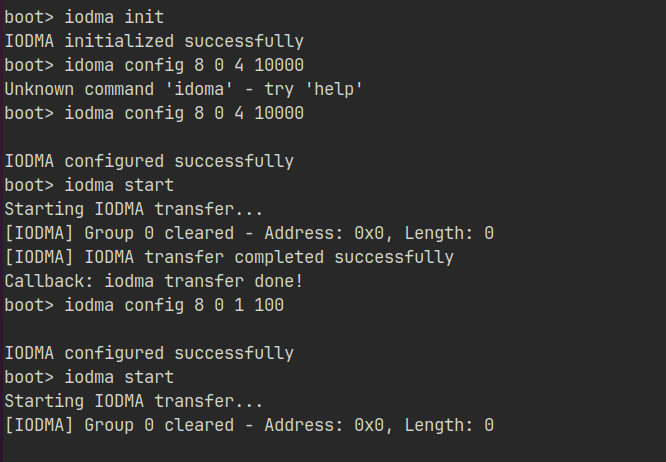 boot> iodma init
IODMA initialized successfully
boot> idoma config 8 0 4 10000
Unknown command 'idoma' - try 'help'
boot> iodma config 8 0 4 10000
IODMA configured successfully
boot> iodma start
Starting IODMA transfer...
[IODMA] Group 0 cleared - Address: 0x0, Length: 0
[IODMA] IODMA transfer completed successfully
Callback: iodma transfer done!
boot> iodma config 8 0 1 100
IODMA configured successfully
boot> iodma start
Starting IODMA transfer...
[IODMA] Group 0 cleared - Address: 0x0, Length: 0